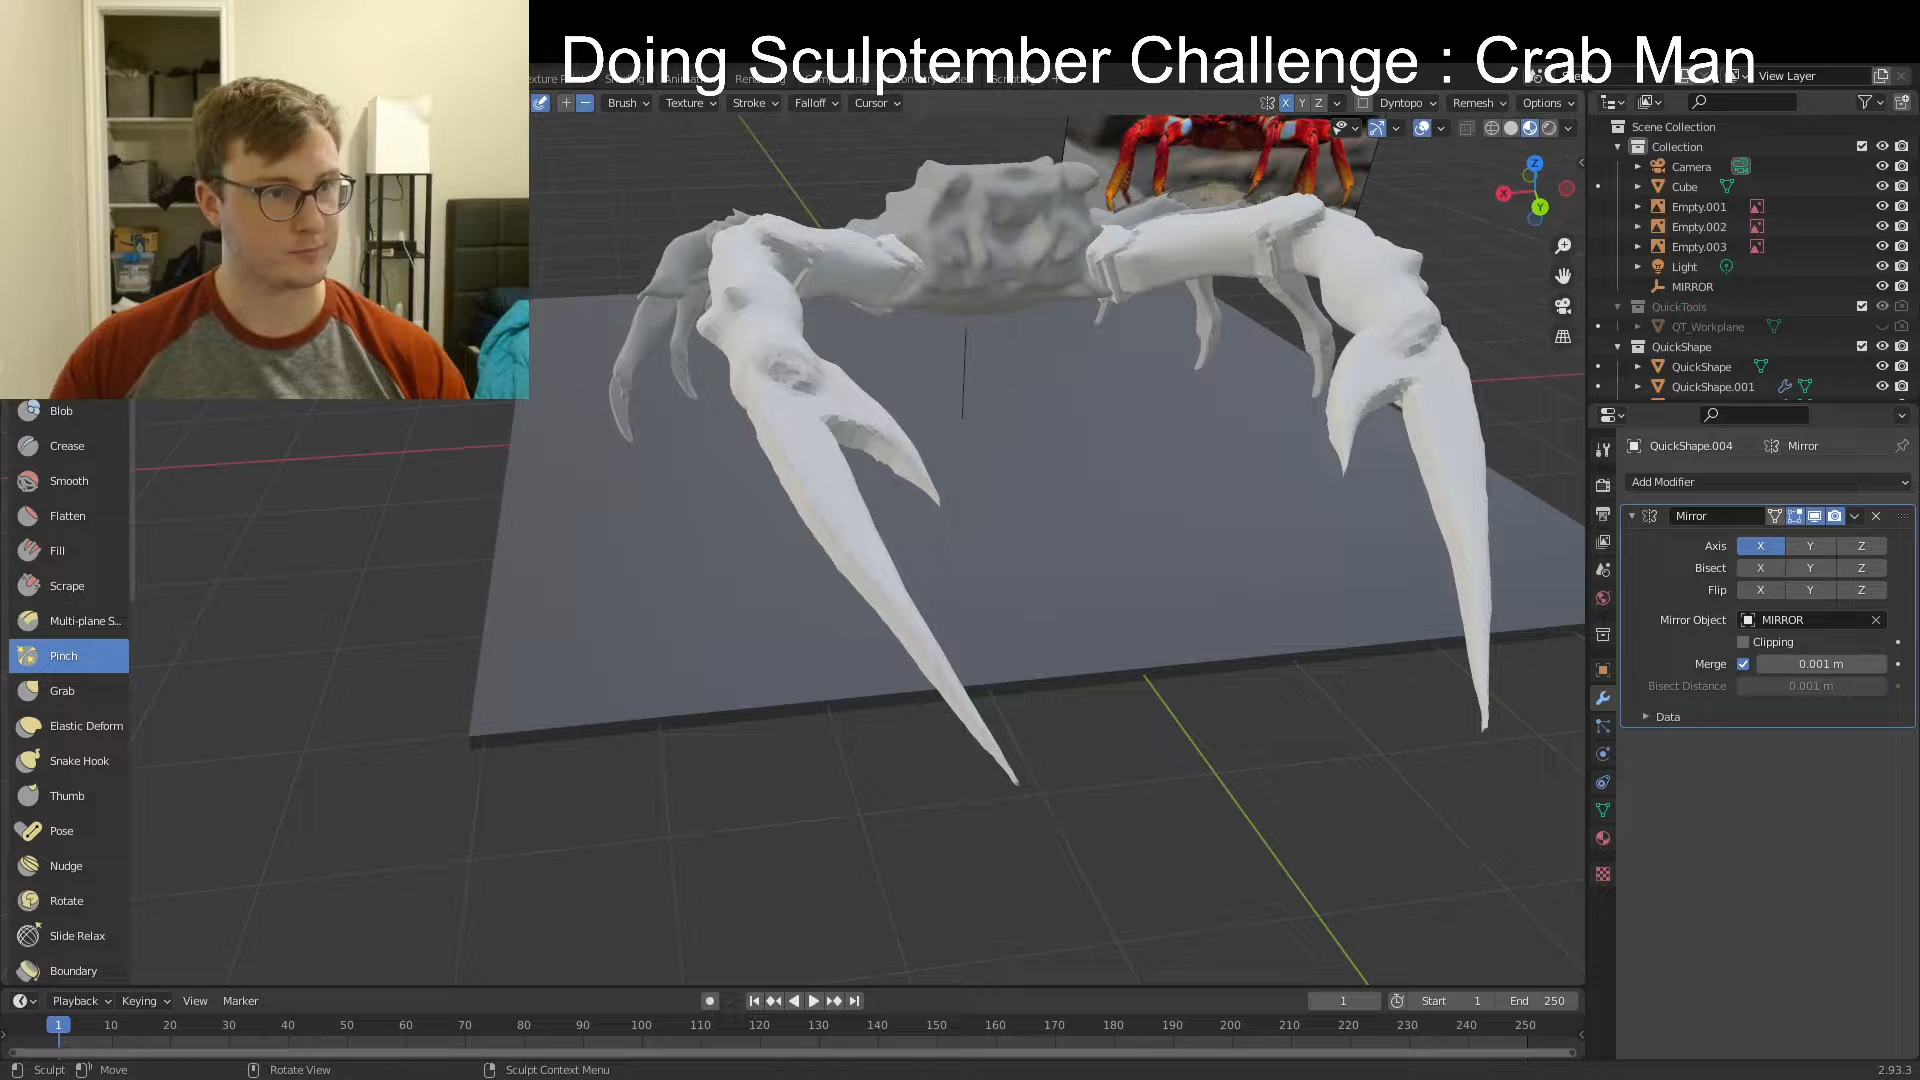 Doing Sculptember Challenge : Crab Man
View Layer
Brush
Texture
Stroke
Falloff
Cursor
X
Y
Z
Dyntopo
Remesh
Options
Scene Collection
Collection
Camera
Cube
Empty.001
Empty.002
Empty.003
Light
MIRROR
QuickTools
QT_Workplane
QuickShape
QuickShape
QuickShape.001
Z
X
Y
Blob
Crease
Smooth
Flatten
Fill
Scrape
Multi-plane S...
Pinch
Grab
Elastic Deform
Snake Hook
Thumb
Pose
Nudge
Rotate
Slide Relax
Boundary
QuickShape.004
Mirror
Add Modifier
Mirror
Axis X Y Z
Bisect X Y Z
Flip X Y Z
Mirror Object MIRROR
Clipping
Merge 0.001 m
Bisect Distance 0.001 m
Data
Playback
Keying
View
Marker
1
Start 1
End 250
1 10 20 30 40 50 60 70 80 90 100 110 120 130 140 150 160 170 180 190 200 210 220 230 240 250
Sculpt
Move
Rotate View
Sculpt Context Menu
2.93.3